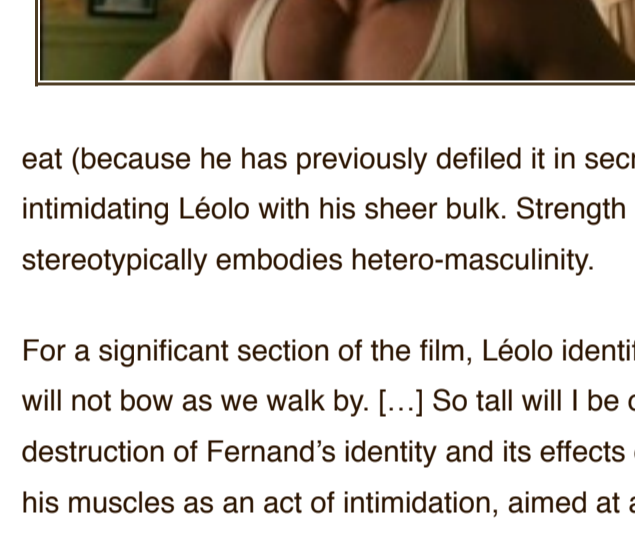 eat (because he has previously defiled it in
intimidating Léolo with his sheer bulk. Strength
stereotypically embodies hetero-masculinity.
For a significant section of the film, Léolo
will not bow as we walk by. […] So tall will I be
destruction of Fernand’s identity and its effects
his muscles as an act of intimidation, aimed at